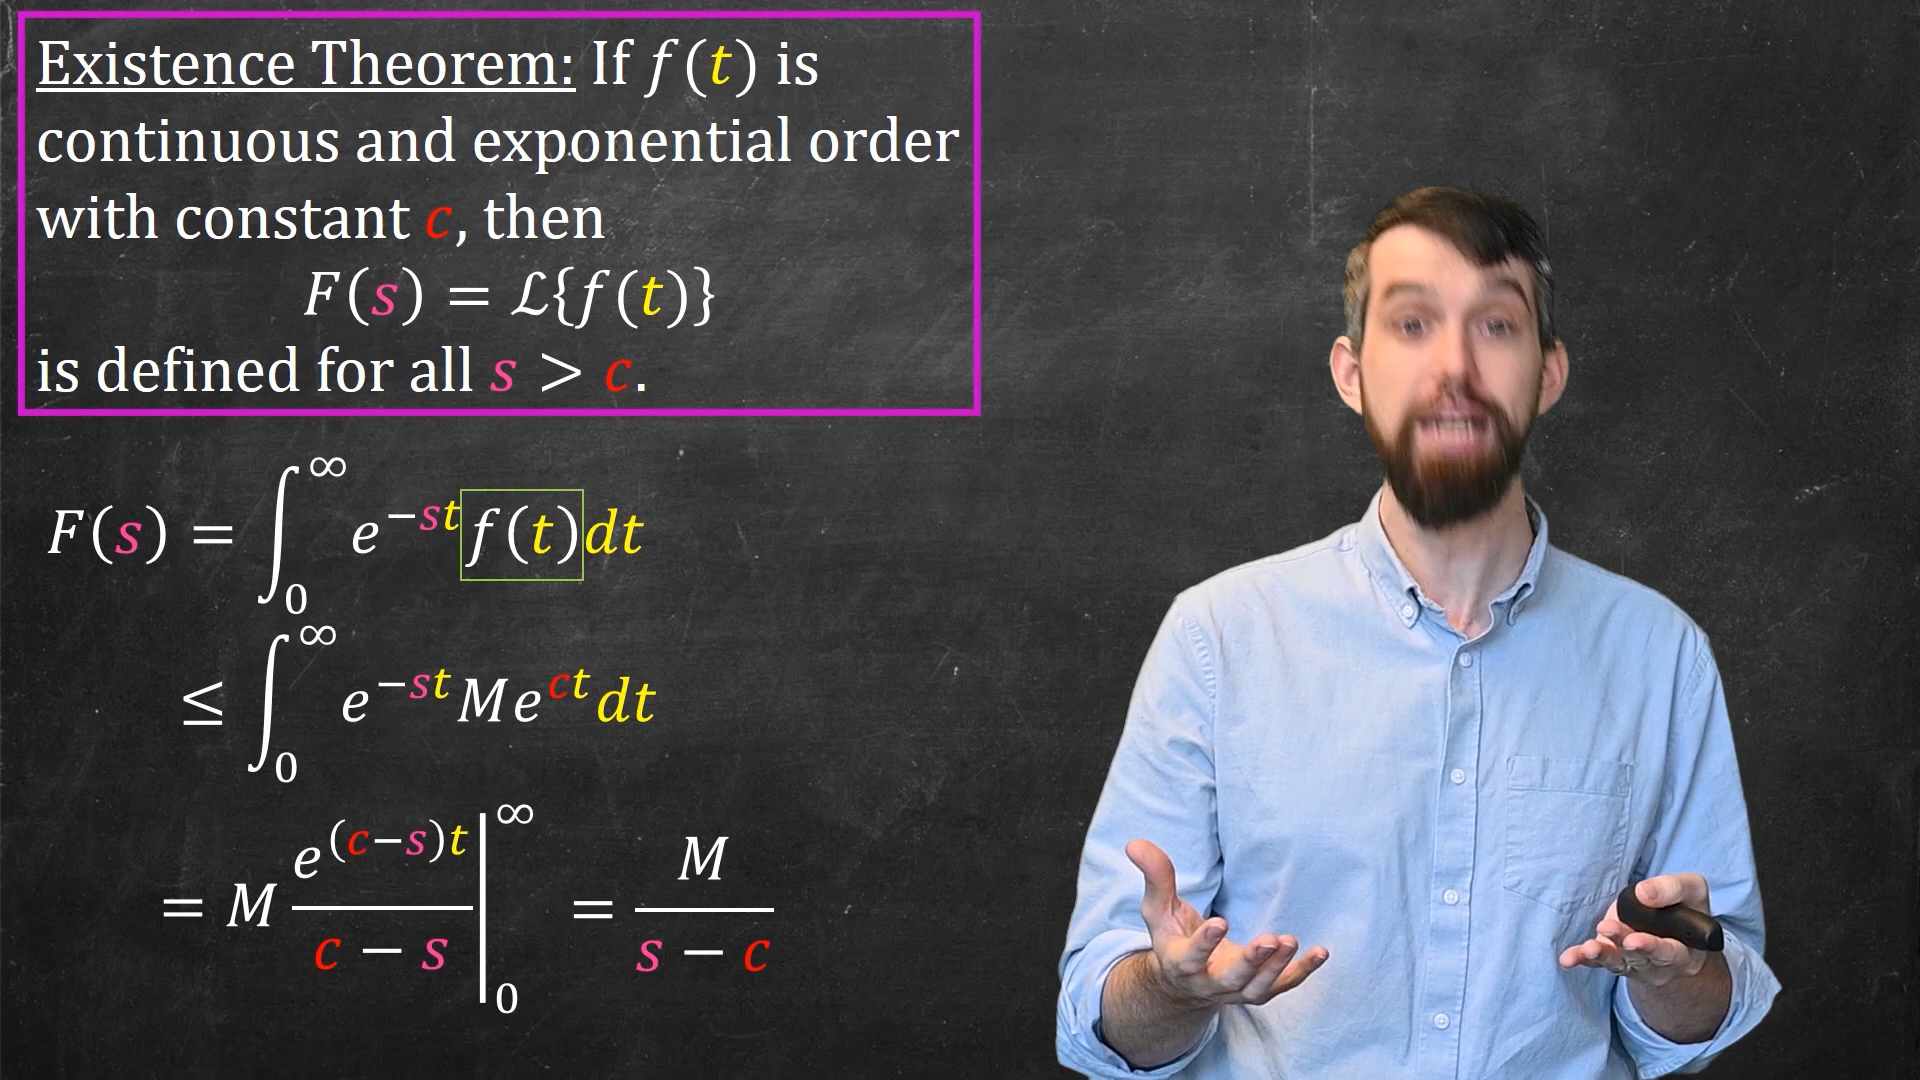 Existence Theorem: If f(t) is
continuous and exponential order
with constant c, then
F(s) = ℒ{f(t)}
is defined for all s > c.
F(s) = ∫₀^∞ e^{−st} f(t)dt
≤ ∫₀^∞ e^{−st} M e^{ct} dt
= M e^{(c−s)t} / (c − s) |₀^∞ = M / (s − c)